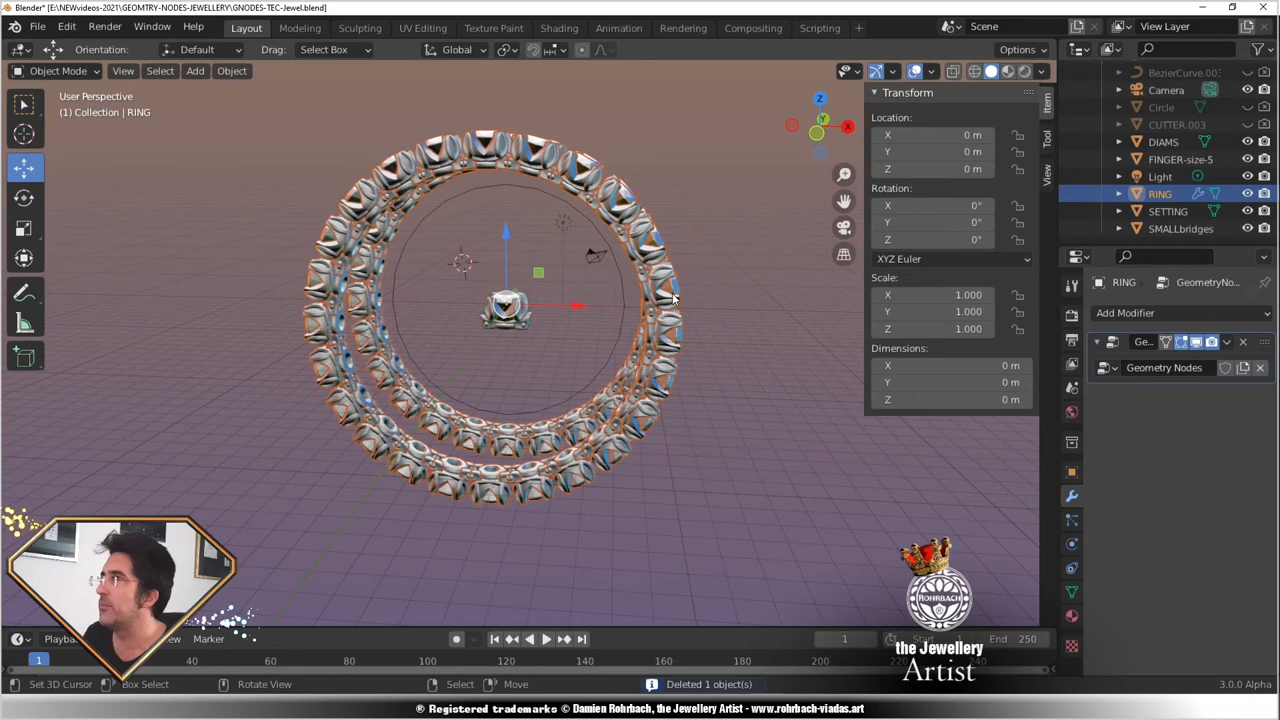 Blender* [E:\NEWvideos-2021\GEOMTRY-NODES-JEWELLERY\GNODES-TEC-Jewel.blend]
File Edit Render Window Help Layout Modeling Sculpting UV Editing Texture Paint Shading Animation Rendering Compositing Scripting + Scene View Layer
Orientation: Default Drag: Select Box Global Options
Object Mode View Select Add Object
User Perspective
(1) Collection | RING
Z
Y
X
Transform
Location:
X 0 m
Y 0 m
Z 0 m
Rotation:
X 0°
Y 0°
Z 0°
XYZ Euler
Scale:
X 1.000
Y 1.000
Z 1.000
Dimensions:
X 0 m
Y 0 m
Z 0 m
Item
Tool
View
BezierCurve.003
Camera
Circle
CUTTER.003
DIAMS
FINGER-size-5
Light
RING
SETTING
SMALLbridges
RING GeometryNo...
Add Modifier
Ge...
Geometry Nodes
ROHRBACH
the Jewellery
Artist
Marker 1 Start 1 End 250
1 40 60 80 100 120 140 160 180 200 220 240
Set 3D Cursor Box Select Rotate View Select Move Deleted 1 object(s) 3.0.0 Alpha
® Registered trademarks © Damien Rohrbach, the Jewellery Artist - www.rohrbach-viadas.art